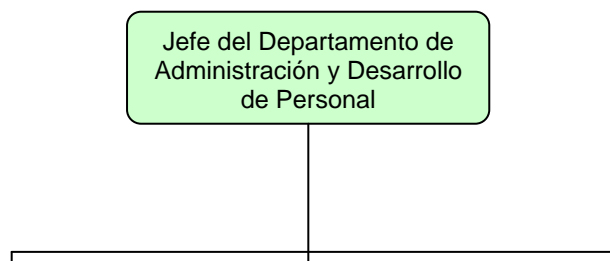 Jefe del Departamento de
Administración y Desarrollo
de Personal